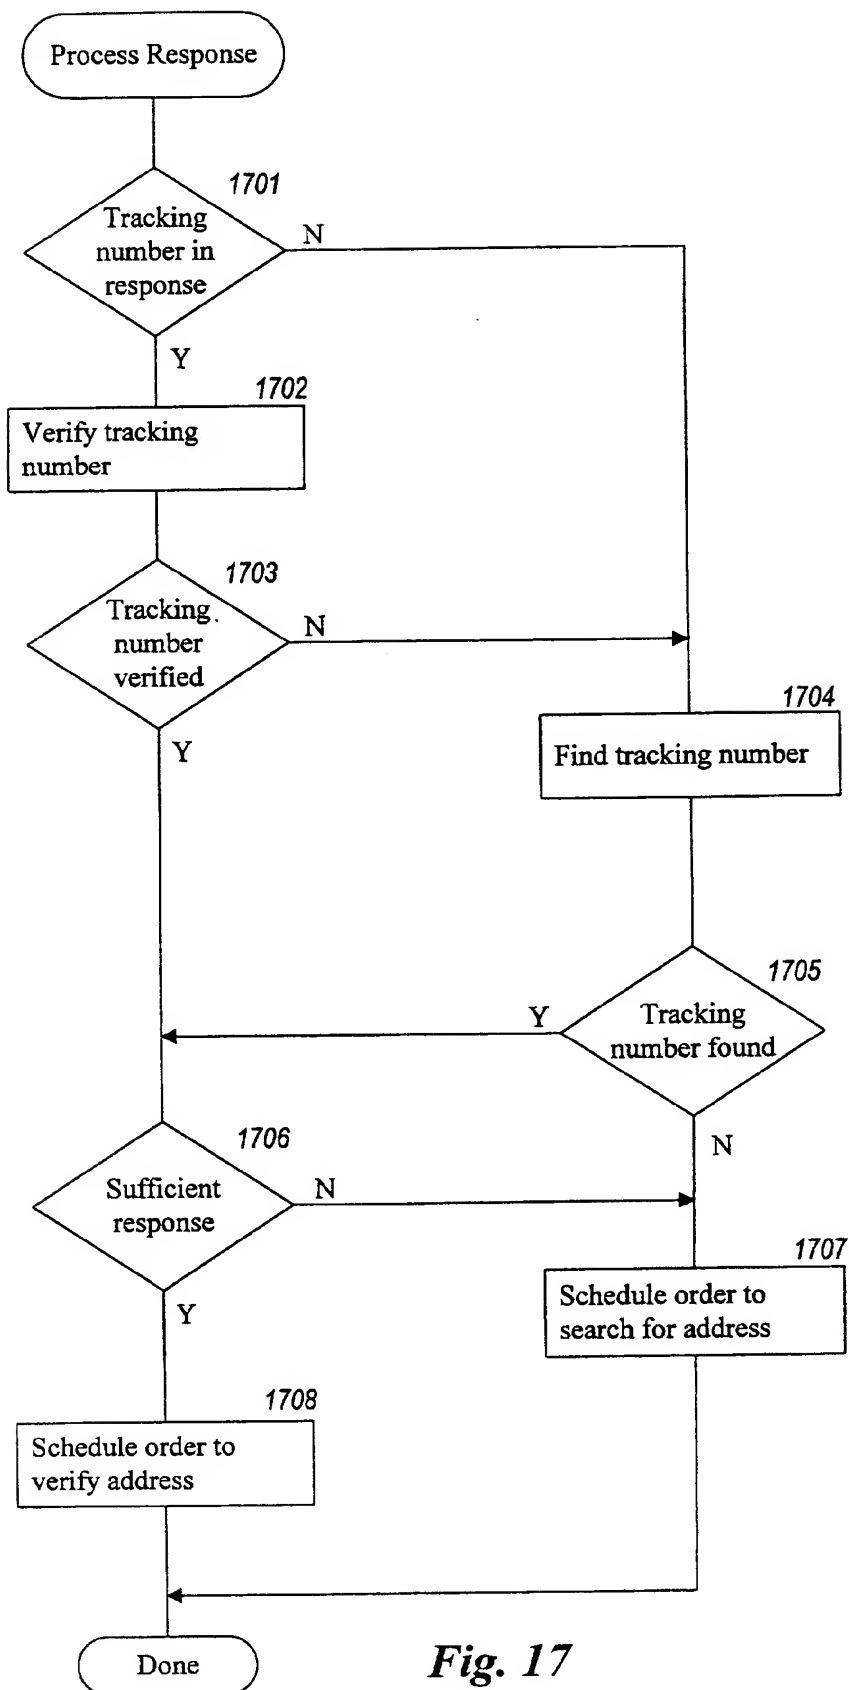 Process Response
1701
Tracking
number in
response
N
Y
1702
Verify tracking
number
1703
Tracking
number
verified
N
Y
1704
Find tracking number
1705
Tracking
number found
Y
N
1706
Sufficient
response
N
Y
1707
Schedule order to
search for address
1708
Schedule order to
verify address
Done
Fig. 17